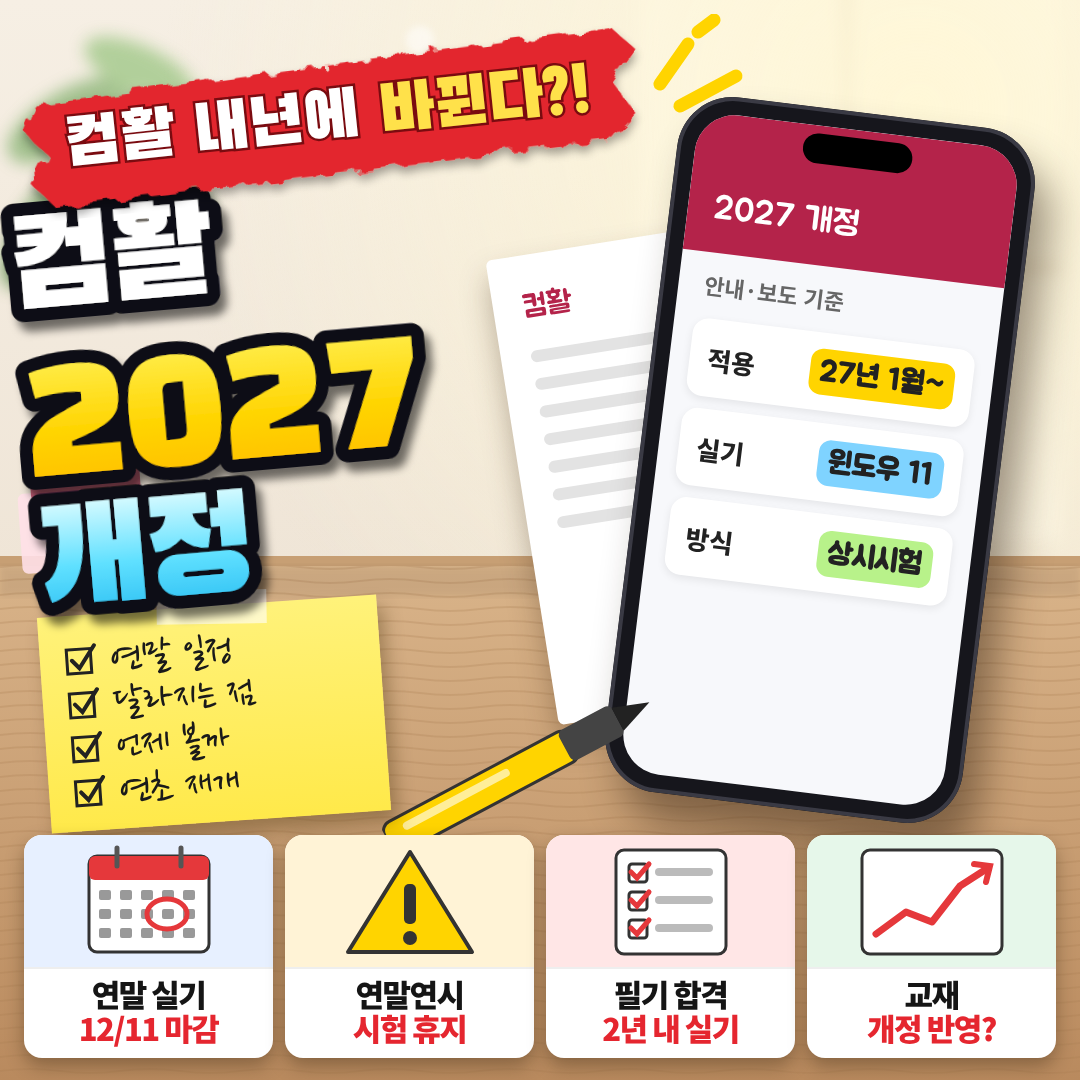 컴활 내년에 바뀐다?!
컴활
2027
개정
컴활
2027 개정
안내·보도 기준
적용 27년 1월~
실기 윈도우 11
방식 상시시험
연말 일정
달라지는 점
언제 볼까
연초 재개
연말 실기
12/11 마감
연말연시
시험 휴지
필기 합격
2년 내 실기
교재
개정 반영?